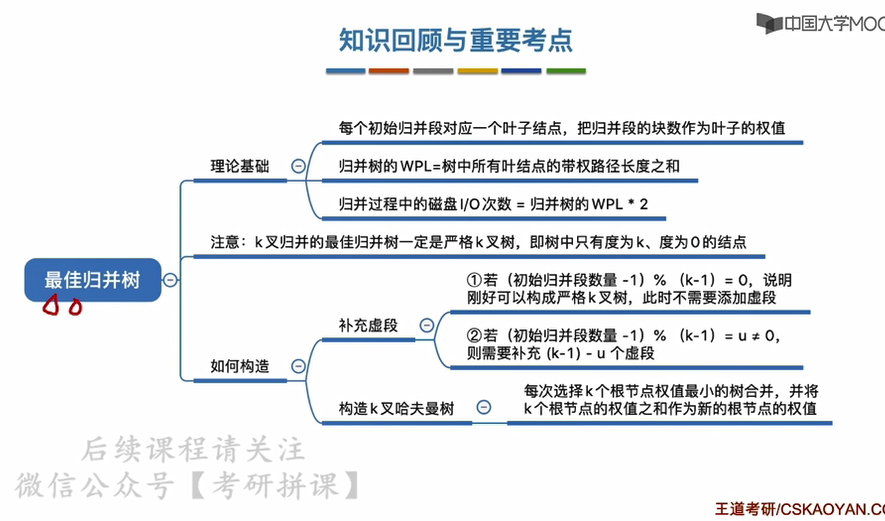 中国大学MOO
知识回顾与重要考点
每个初始归并段对应一个叶子结点，把归并段的块数作为叶子的权值
理论基础
归并树的WPL=树中所有叶结点的带权路径长度之和
归并过程中的磁盘I/O次数 = 归并树的WPL * 2
注意：k叉归并的最佳归并树一定是严格k叉树，即树中只有度为k、度为0的结点
最佳归并树
①若（初始归并段数量 -1）% （k-1）= 0，说明
刚好可以构成严格k叉树，此时不需要添加虚段
补充虚段
②若（初始归并段数量 -1）% （k-1）= u ≠ 0，
则需要补充 (k-1) - u 个虚段
如何构造
每次选择k个根节点权值最小的树合并，并将
k个根节点的权值之和作为新的根节点的权值
构造k叉哈夫曼树
后续课程请关注
微信公众号【考研拼课】
王道考研/CSKAOYAN.CO